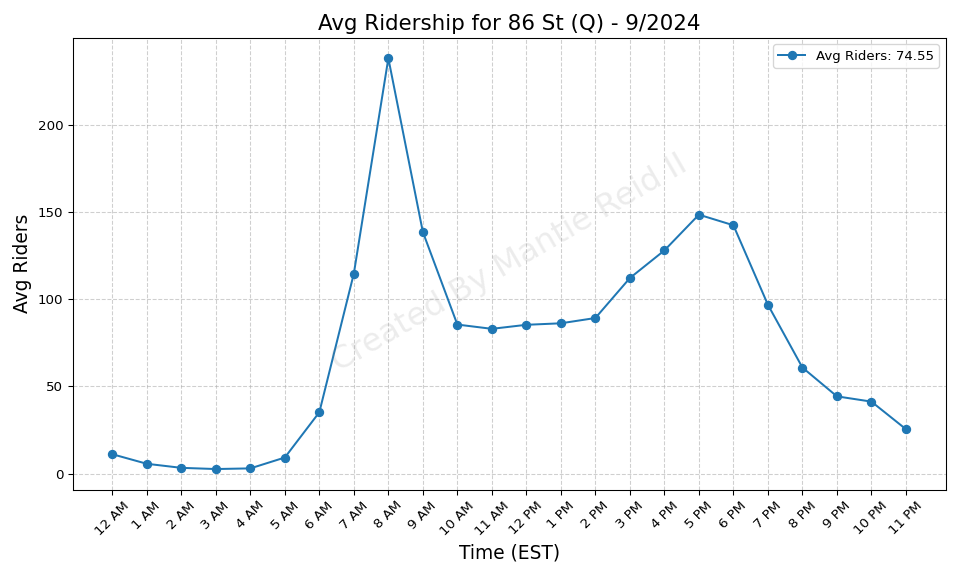 Avg Ridership for 86 St (Q) - 9/2024
Avg Riders: 74.55
Avg Riders
200
150
100
50
0
Created By Mantle Reid II
12 AM
1 AM
2 AM
3 AM
4 AM
5 AM
6 AM
7 AM
8 AM
9 AM
10 AM
11 AM
12 PM
1 PM
2 PM
3 PM
4 PM
5 PM
6 PM
7 PM
8 PM
9 PM
10 PM
11 PM
Time (EST)